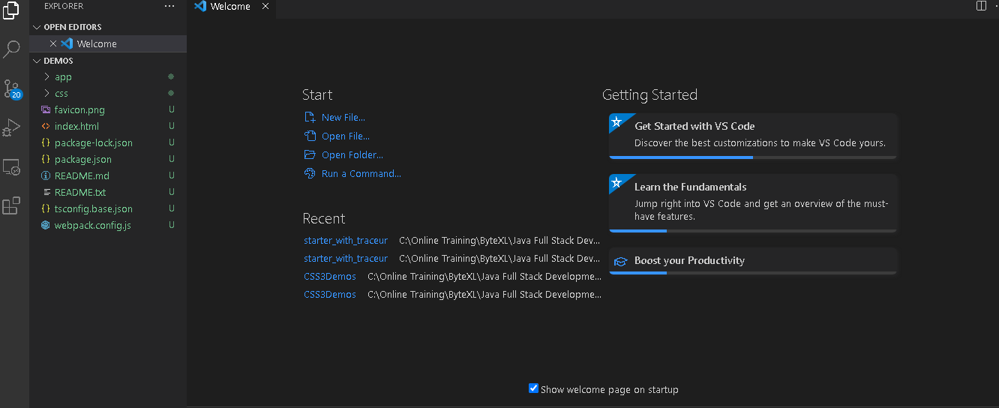 EXPLORER
Welcome
OPEN EDITORS
Welcome
DEMOS
app
css
favicon.png U
index.html U
package-lock.json U
package.json U
README.md U
README.txt U
tsconfig.base.json U
webpack.config.js U
20
Start
New File...
Open File...
Open Folder...
Run a Command...
Recent
starter_with_traceur C:\Online Training\ByteXL\Java Full Stack Dev...
starter_with_traceur C:\Online Training\ByteXL\Java Full Stack Dev...
CSS3Demos C:\Online Training\ByteXL\Java Full Stack Developme...
CSS3Demos C:\Online Training\ByteXL\Java Full Stack Developme...
Getting Started
Get Started with VS Code
Discover the best customizations to make VS Code yours.
Learn the Fundamentals
Jump right into VS Code and get an overview of the must-
have features.
Boost your Productivity
Show welcome page on startup